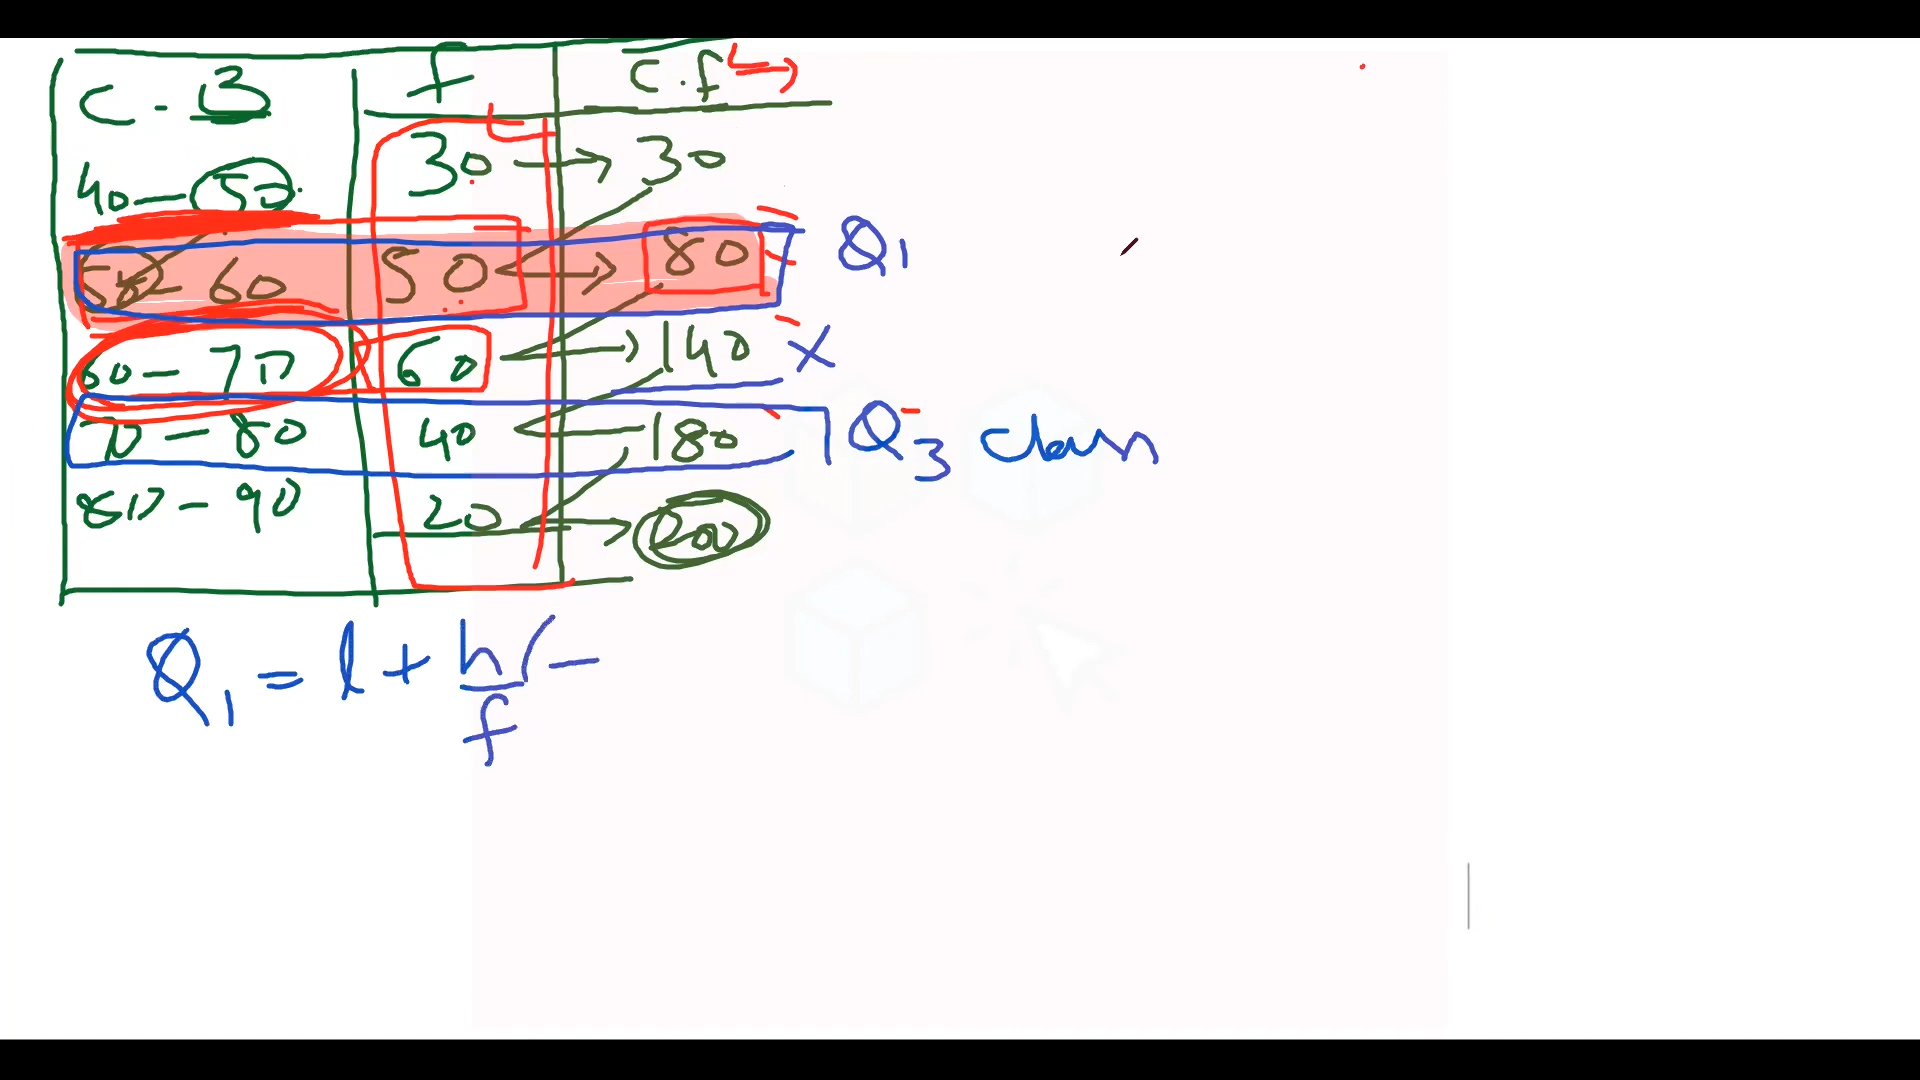 C - B f C.f
40 - 50 30 → 30
50 - 60 50 → 80 Q1
60 - 70 60 → 140 ×
70 - 80 40 180 Q3 class
80 - 90 20 → 200
Q1 = l + h/f ( -